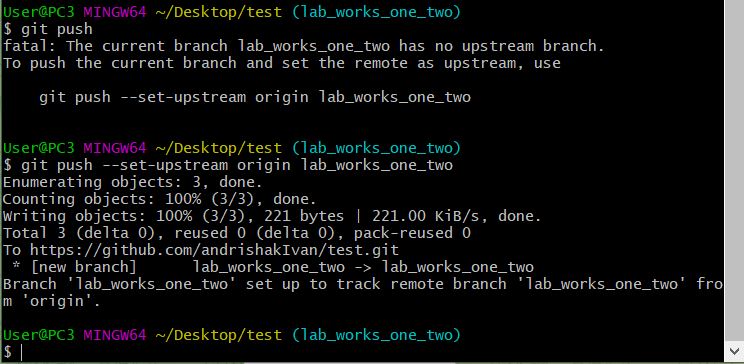 User@PC3 MINGW64 ~/Desktop/test (lab_works_one_two)
$ git push
fatal: The current branch lab_works_one_two has no upstream branch.
To push the current branch and set the remote as upstream, use
    git push --set-upstream origin lab_works_one_two
User@PC3 MINGW64 ~/Desktop/test (lab_works_one_two)
$ git push --set-upstream origin lab_works_one_two
Enumerating objects: 3, done.
Counting objects: 100% (3/3), done.
Writing objects: 100% (3/3), 221 bytes | 221.00 KiB/s, done.
Total 3 (delta 0), reused 0 (delta 0), pack-reused 0
To https://github.com/andrishakIvan/test.git
 * [new branch]      lab_works_one_two -> lab_works_one_two
Branch 'lab_works_one_two' set up to track remote branch 'lab_works_one_two' fro
m 'origin'.
User@PC3 MINGW64 ~/Desktop/test (lab_works_one_two)
$